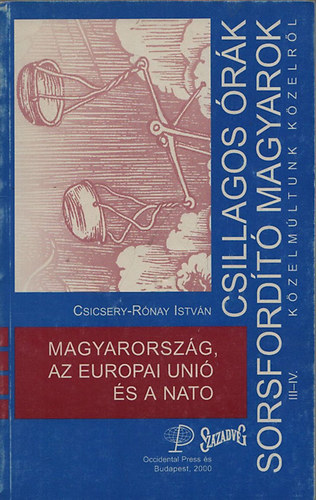 CSILLAGOS ÓRÁK
SORSFORDÍTÓ MAGYAROK
KÖZELMÚLTUNK KÖZELRŐL
III–IV.
CSICSERY-RÓNAY ISTVÁN
MAGYARORSZÁG,
AZ EUROPAI UNIÓ
ÉS A NATO
SZÁZADVÉG
Occidental Press és
Budapest, 2000